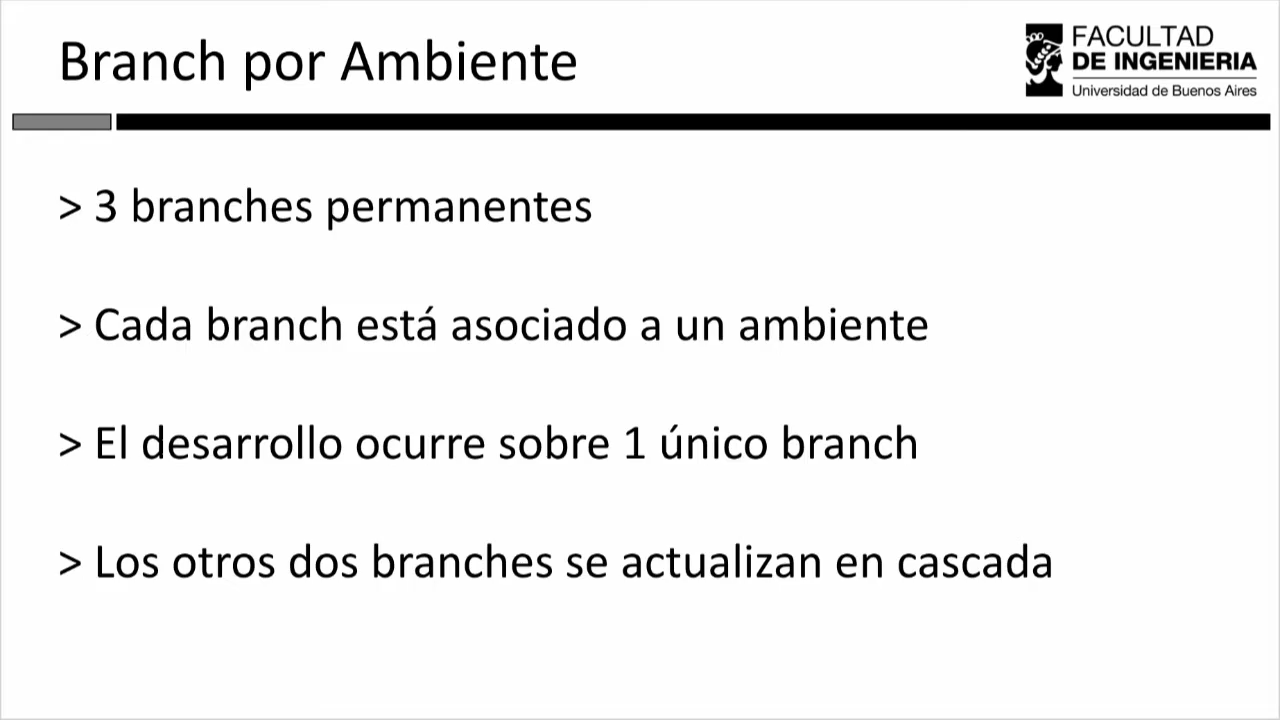 Branch por Ambiente
FACULTAD
DE INGENIERIA
Universidad de Buenos Aires
> 3 branches permanentes
> Cada branch está asociado a un ambiente
> El desarrollo ocurre sobre 1 único branch
> Los otros dos branches se actualizan en cascada